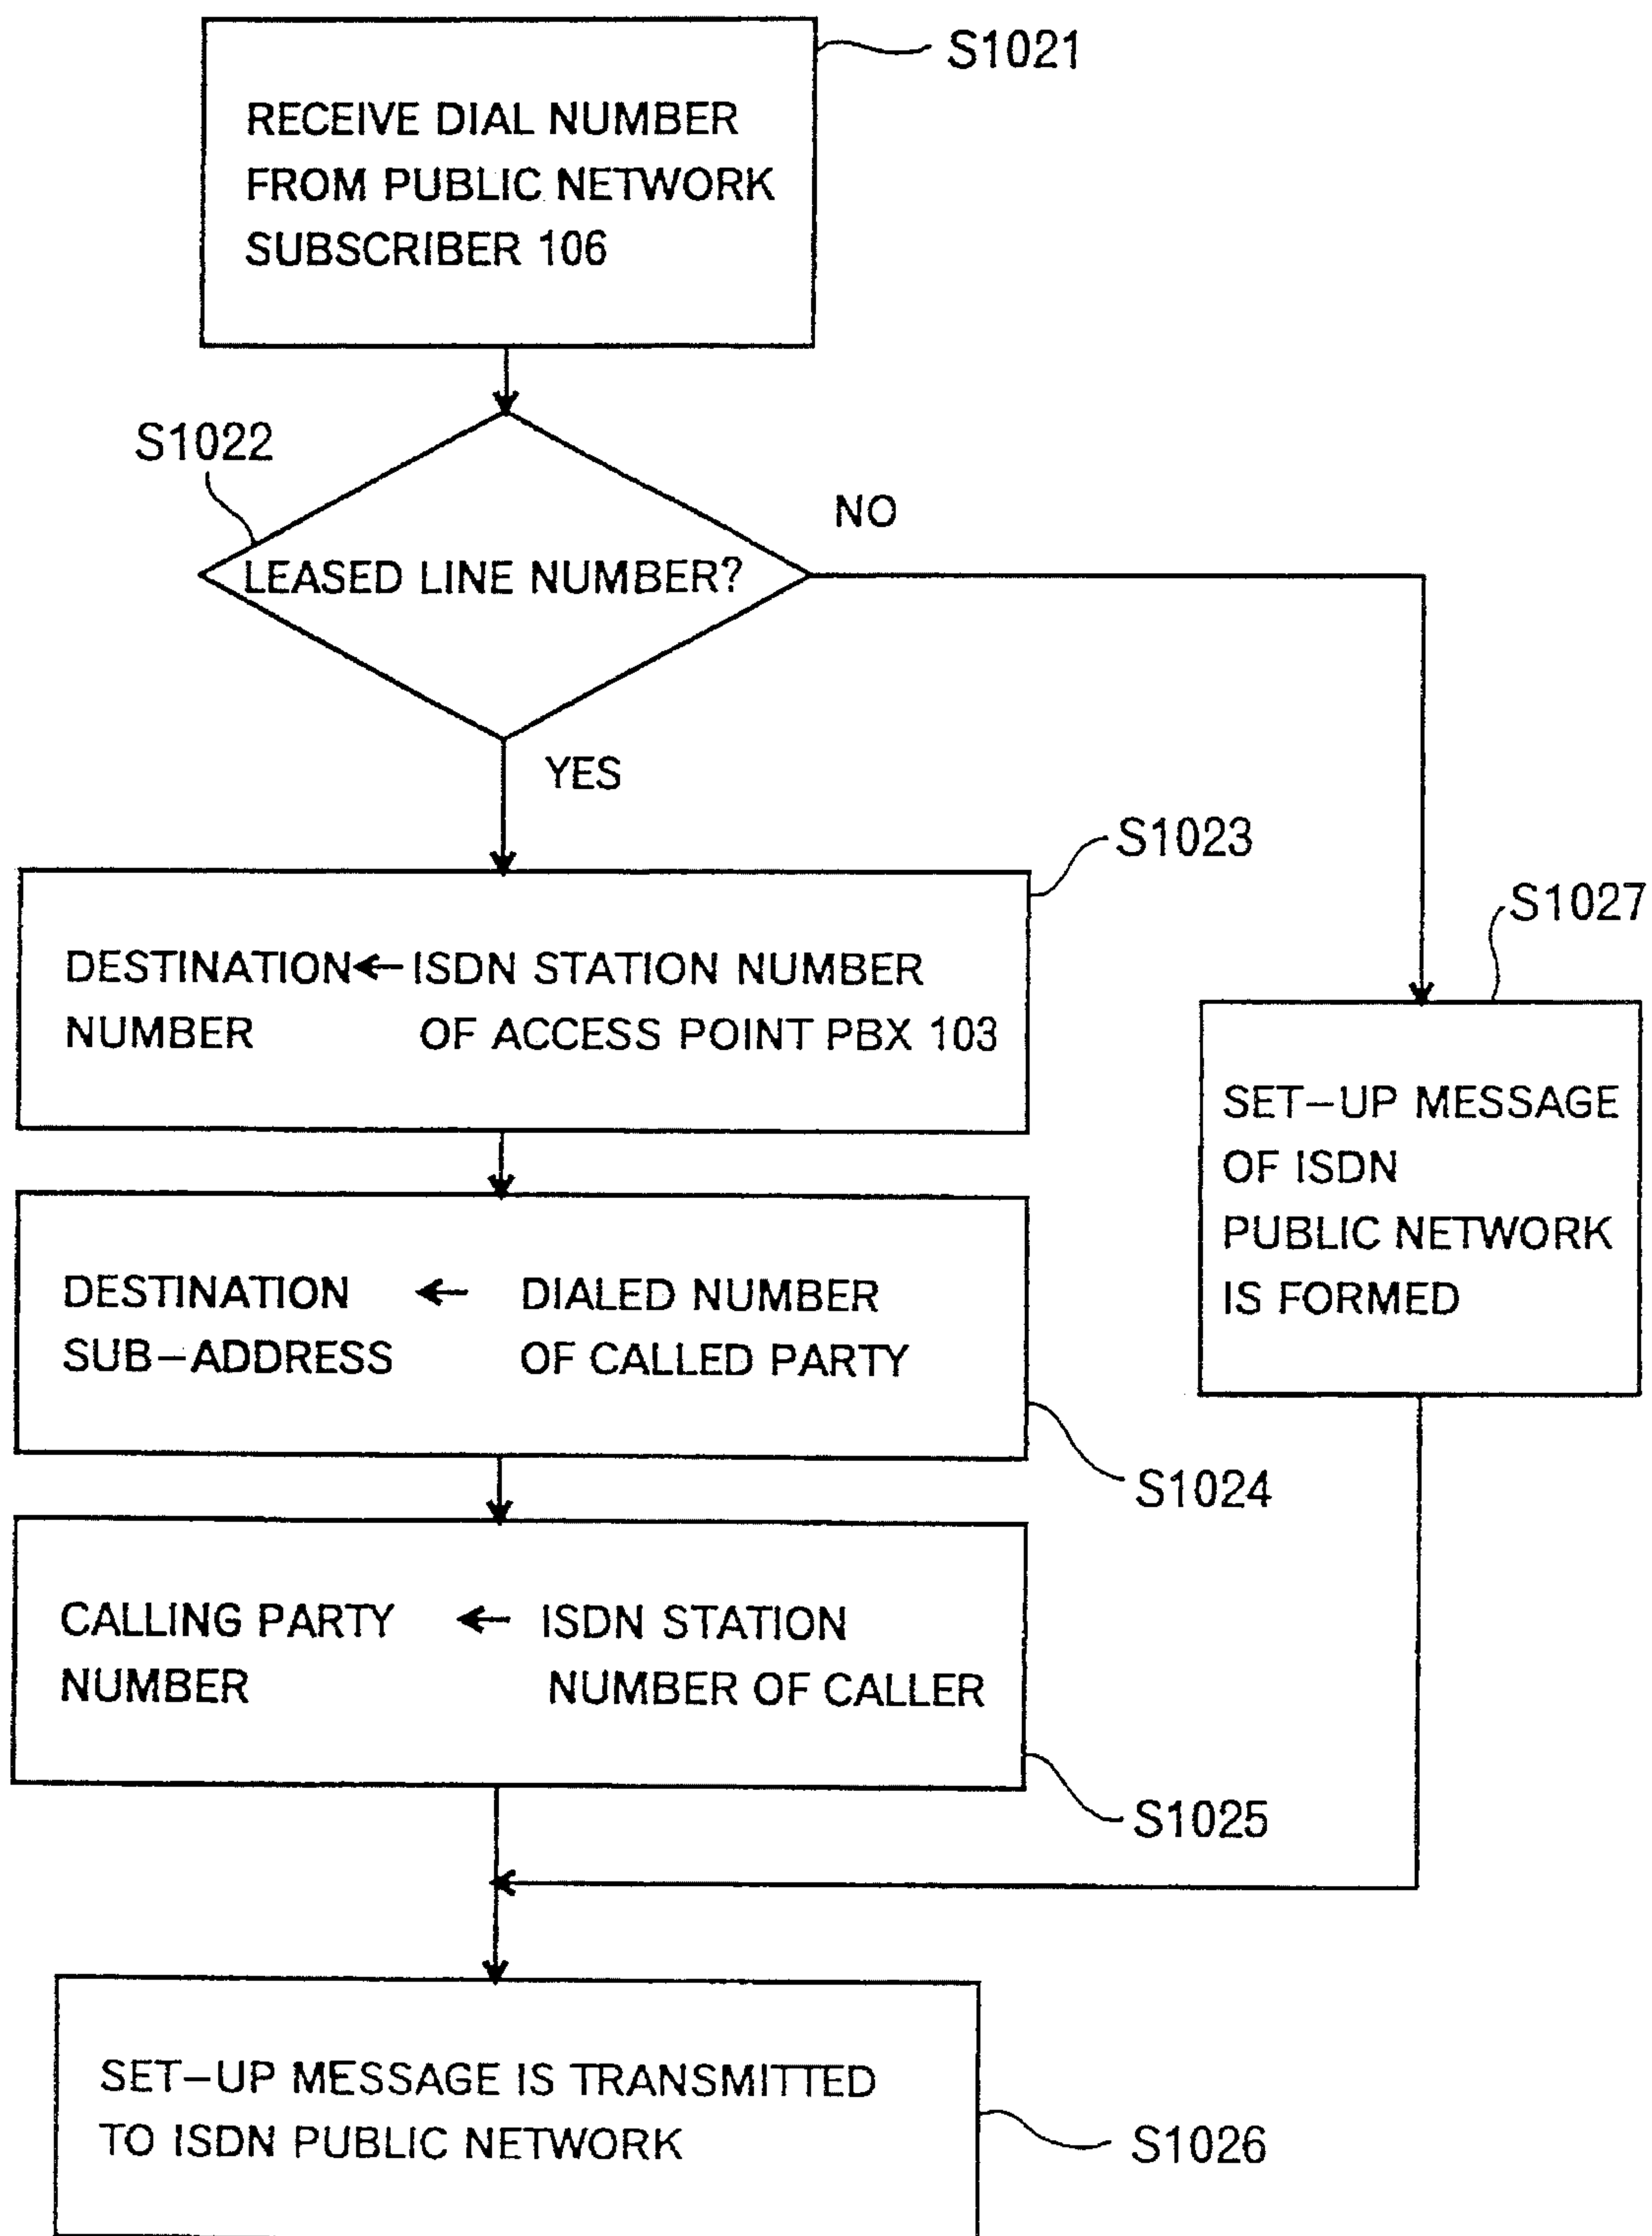 S1021
RECEIVE DIAL NUMBER
FROM PUBLIC NETWORK
SUBSCRIBER 106
S1022
NO
LEASED LINE NUMBER?
YES
S1023
DESTINATION←ISDN STATION NUMBER
NUMBER OF ACCESS POINT PBX 103
S1027
SET-UP MESSAGE
OF ISDN
PUBLIC NETWORK
IS FORMED
DESTINATION ← DIALED NUMBER
SUB-ADDRESS OF CALLED PARTY
S1024
CALLING PARTY ← ISDN STATION
NUMBER NUMBER OF CALLER
S1025
SET-UP MESSAGE IS TRANSMITTED
TO ISDN PUBLIC NETWORK
S1026